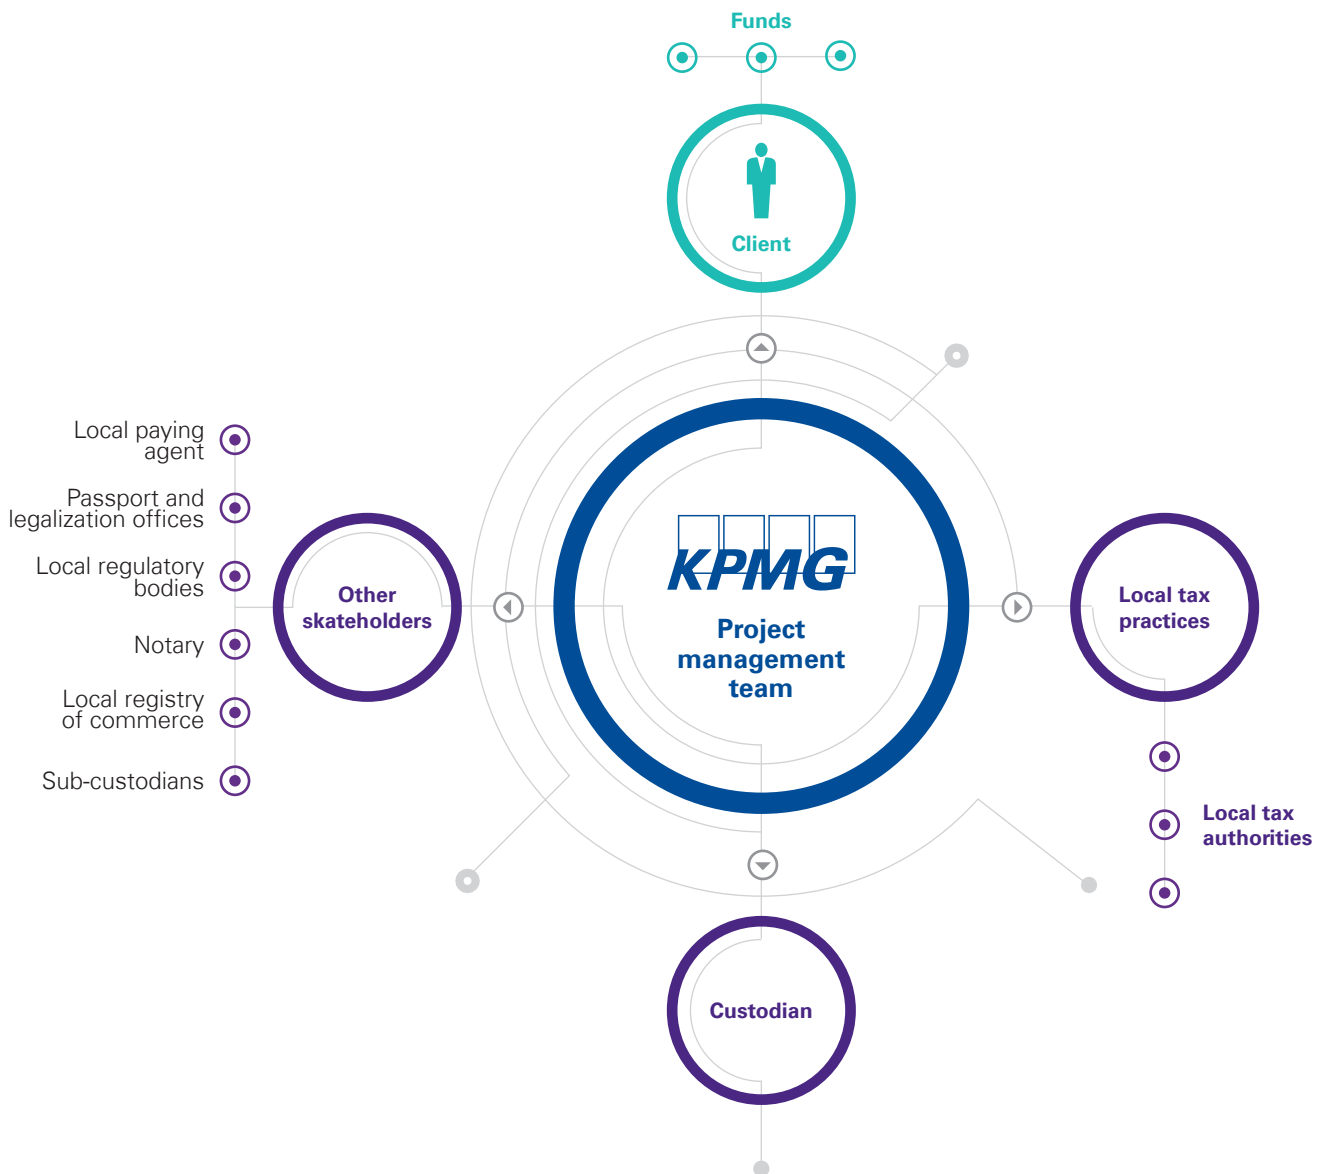 Funds
Client
Local paying
agent
Passport and
legalization offices
Local regulatory
bodies
Notary
Local registry
of commerce
Sub-custodians
Other
skateholders
KPMG
Project
management
team
Local tax
practices
Local tax
authorities
Custodian